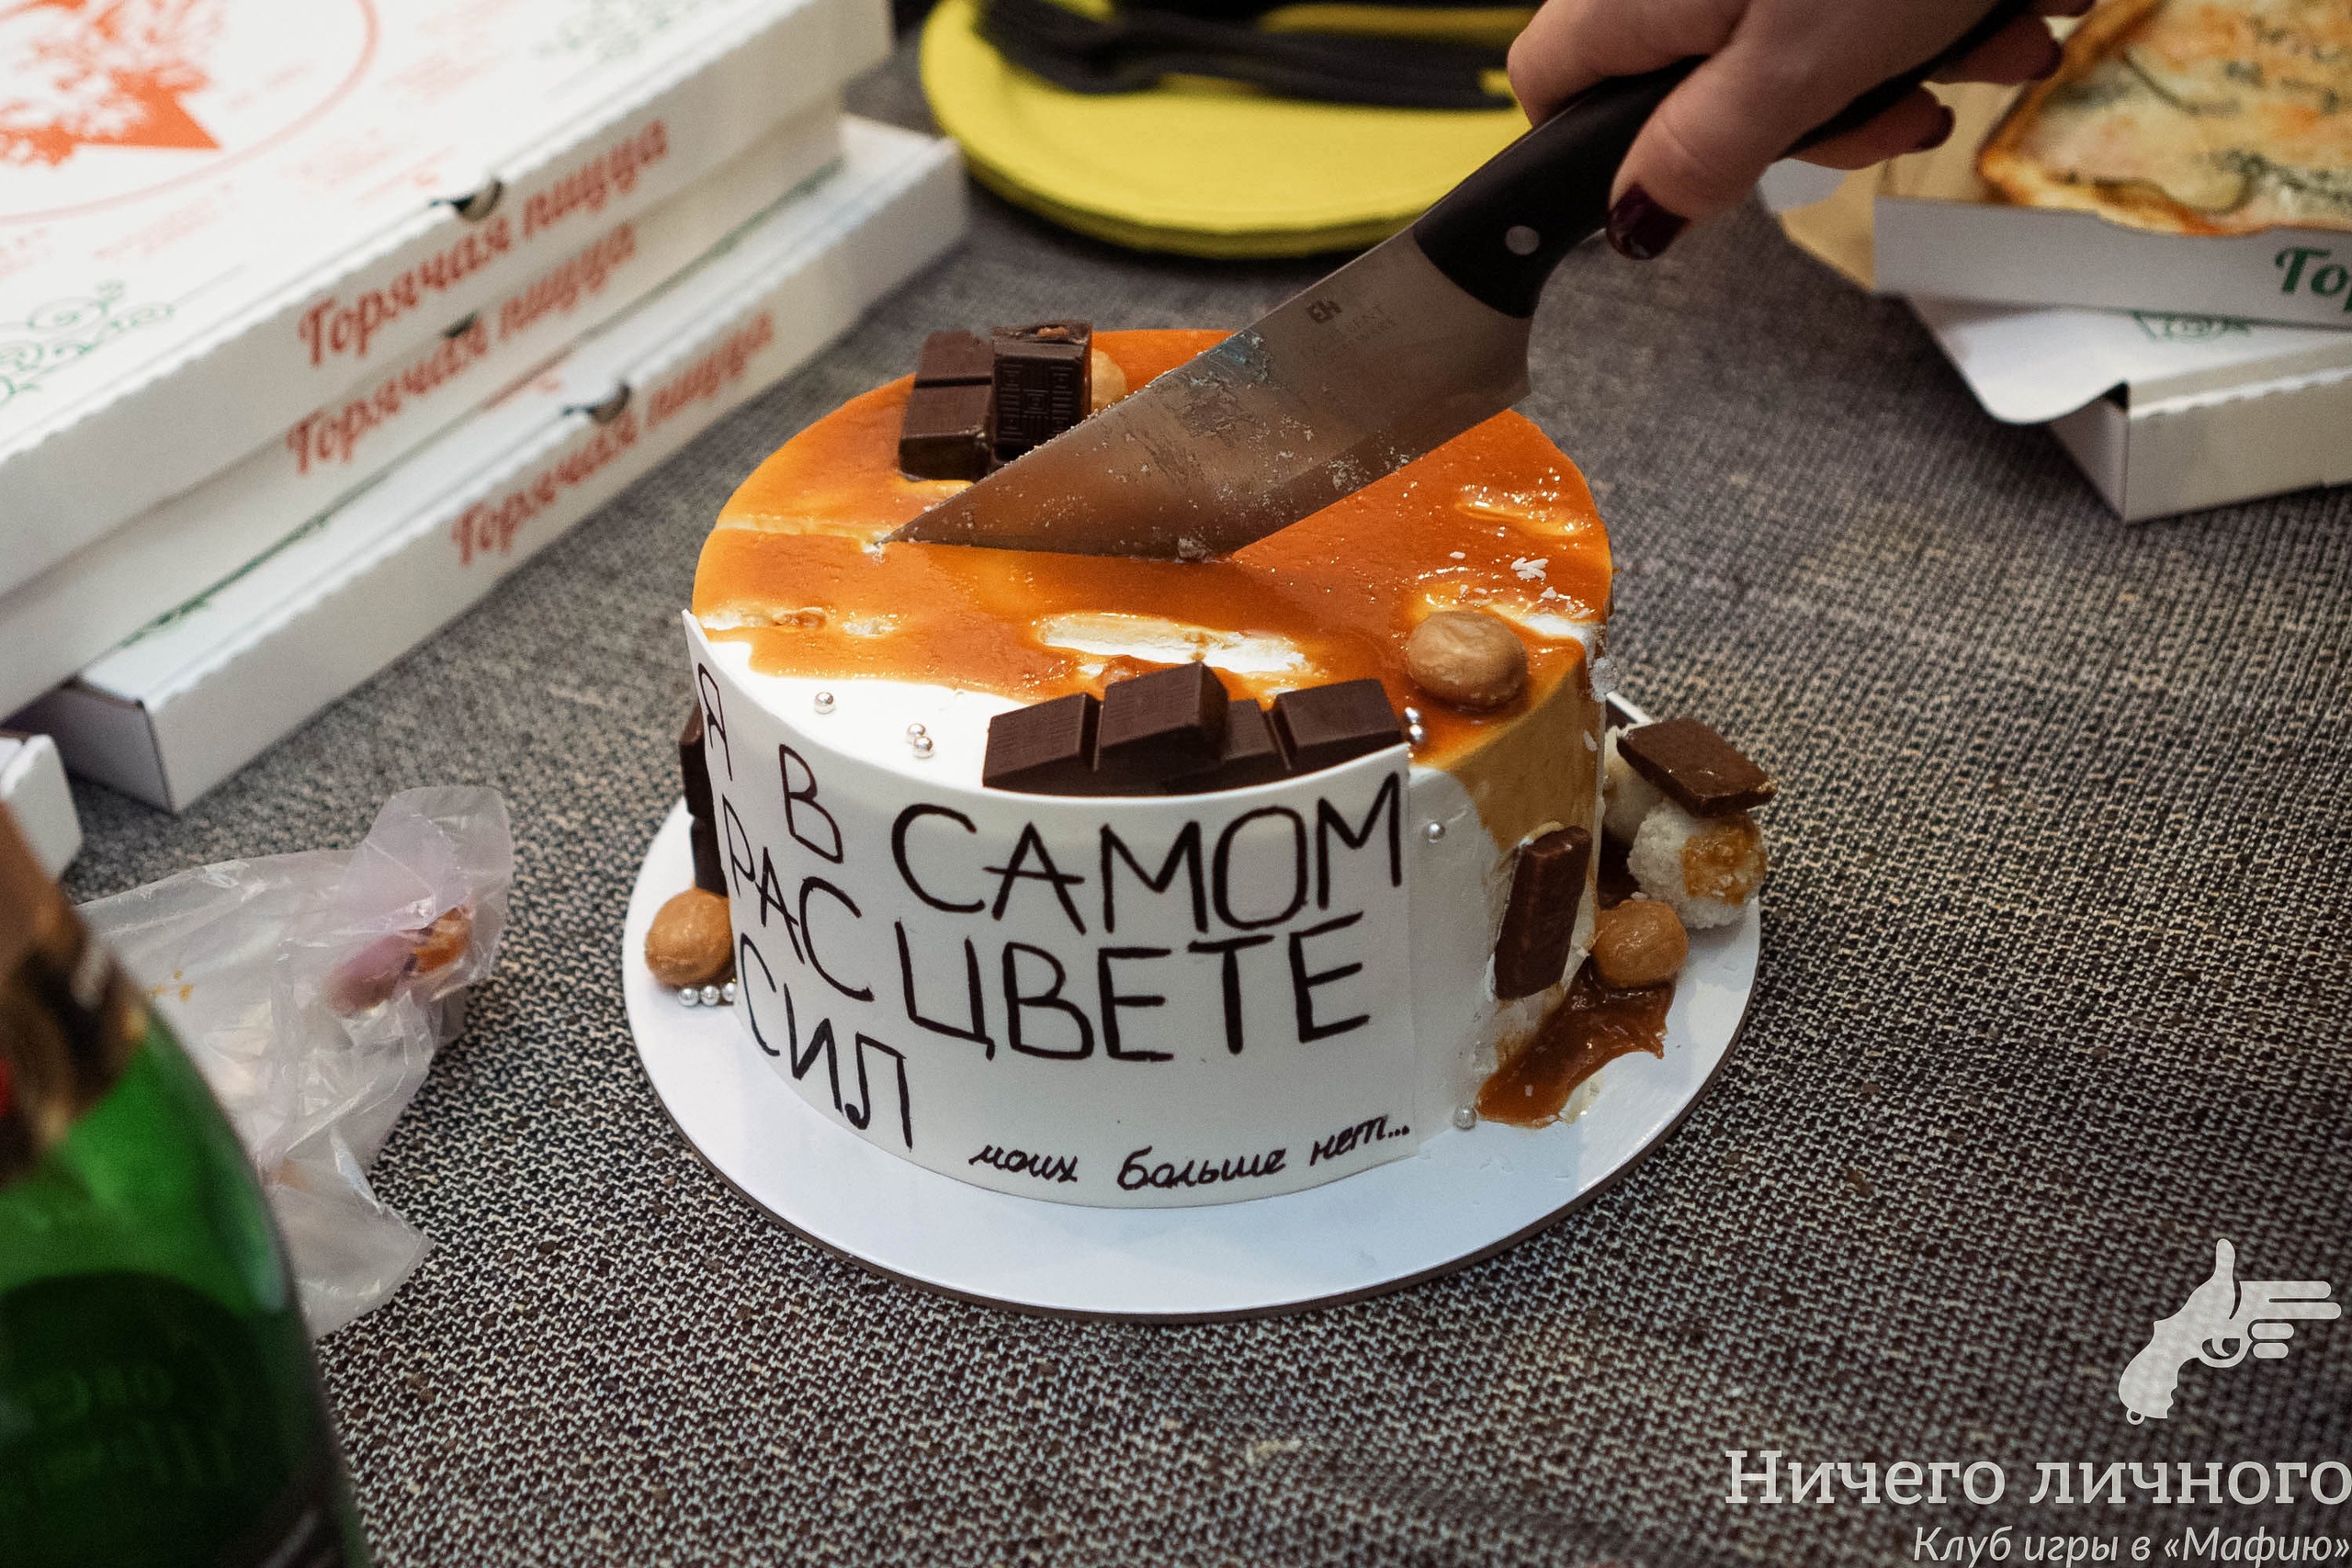 Горячая пицца
Горячая пицца
Горячая пицца
Я В САМОМ
РАСЦВЕТЕ
СИЛ
моих больше нет...
Ничего личного
Клуб игры в «Мафию»